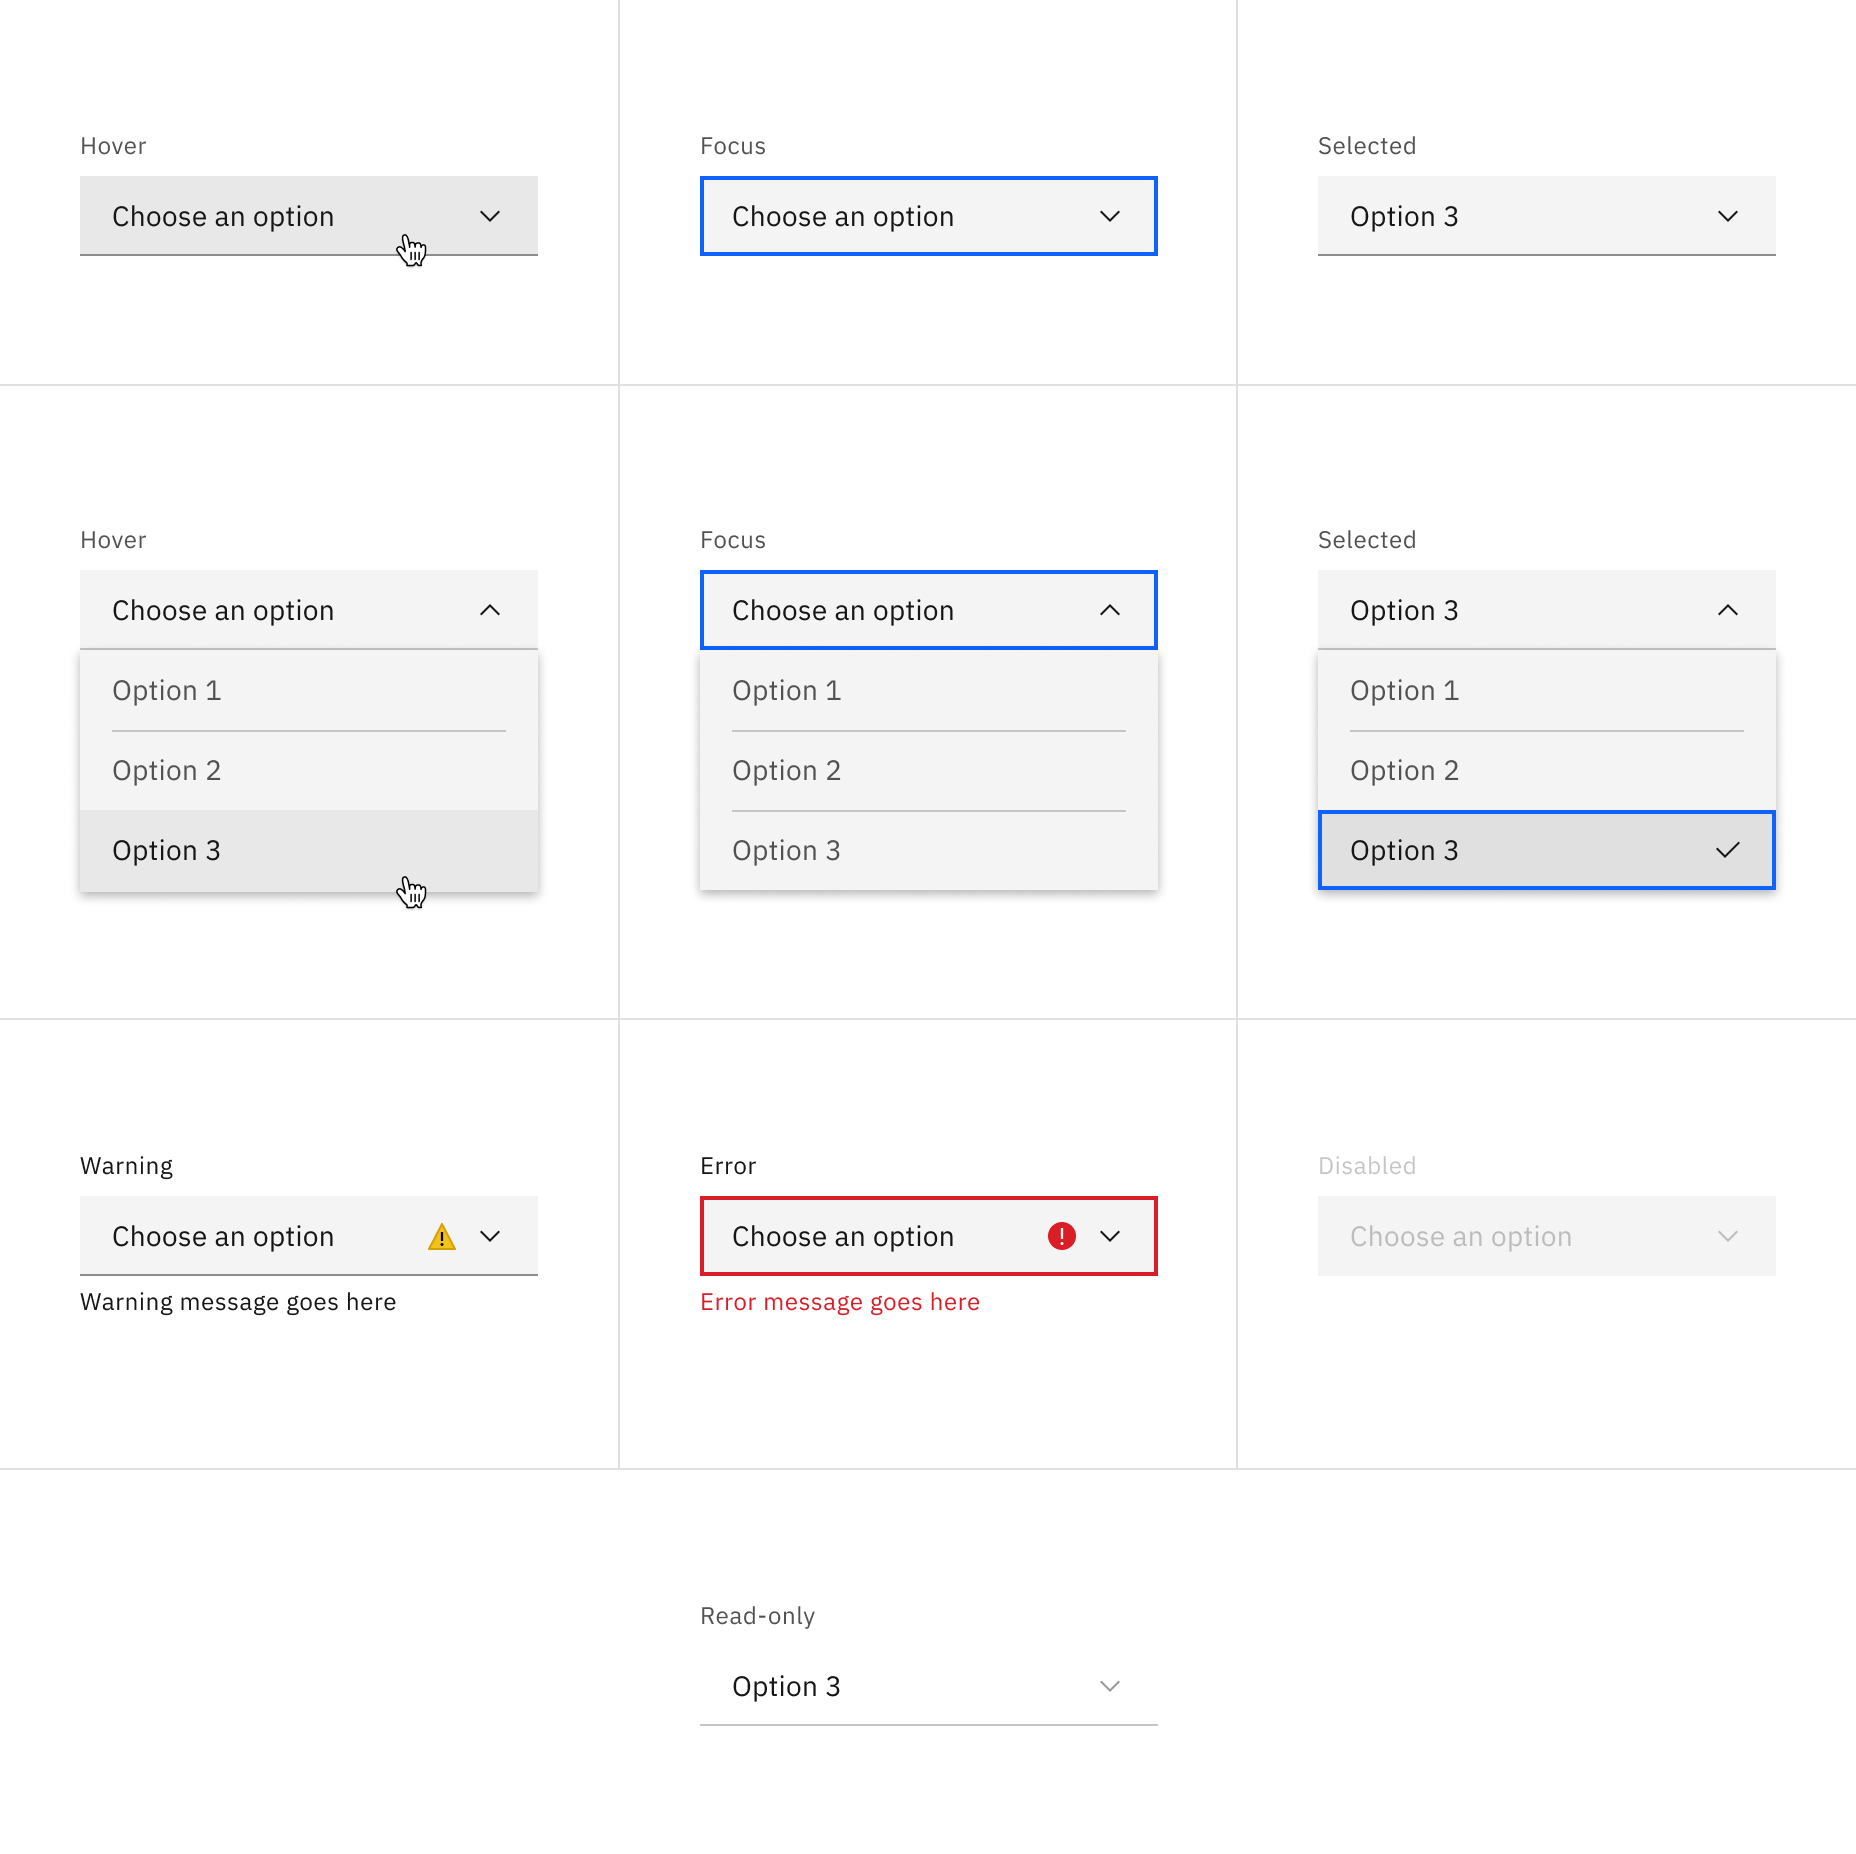 Hover
Choose an option
Focus
Choose an option
Selected
Option 3
Hover
Choose an option
Option 1
Option 2
Option 3
Focus
Choose an option
Option 1
Option 2
Option 3
Selected
Option 3
Option 1
Option 2
Option 3
Warning
Choose an option
Warning message goes here
Error
Choose an option
Error message goes here
Disabled
Choose an option
Read-only
Option 3